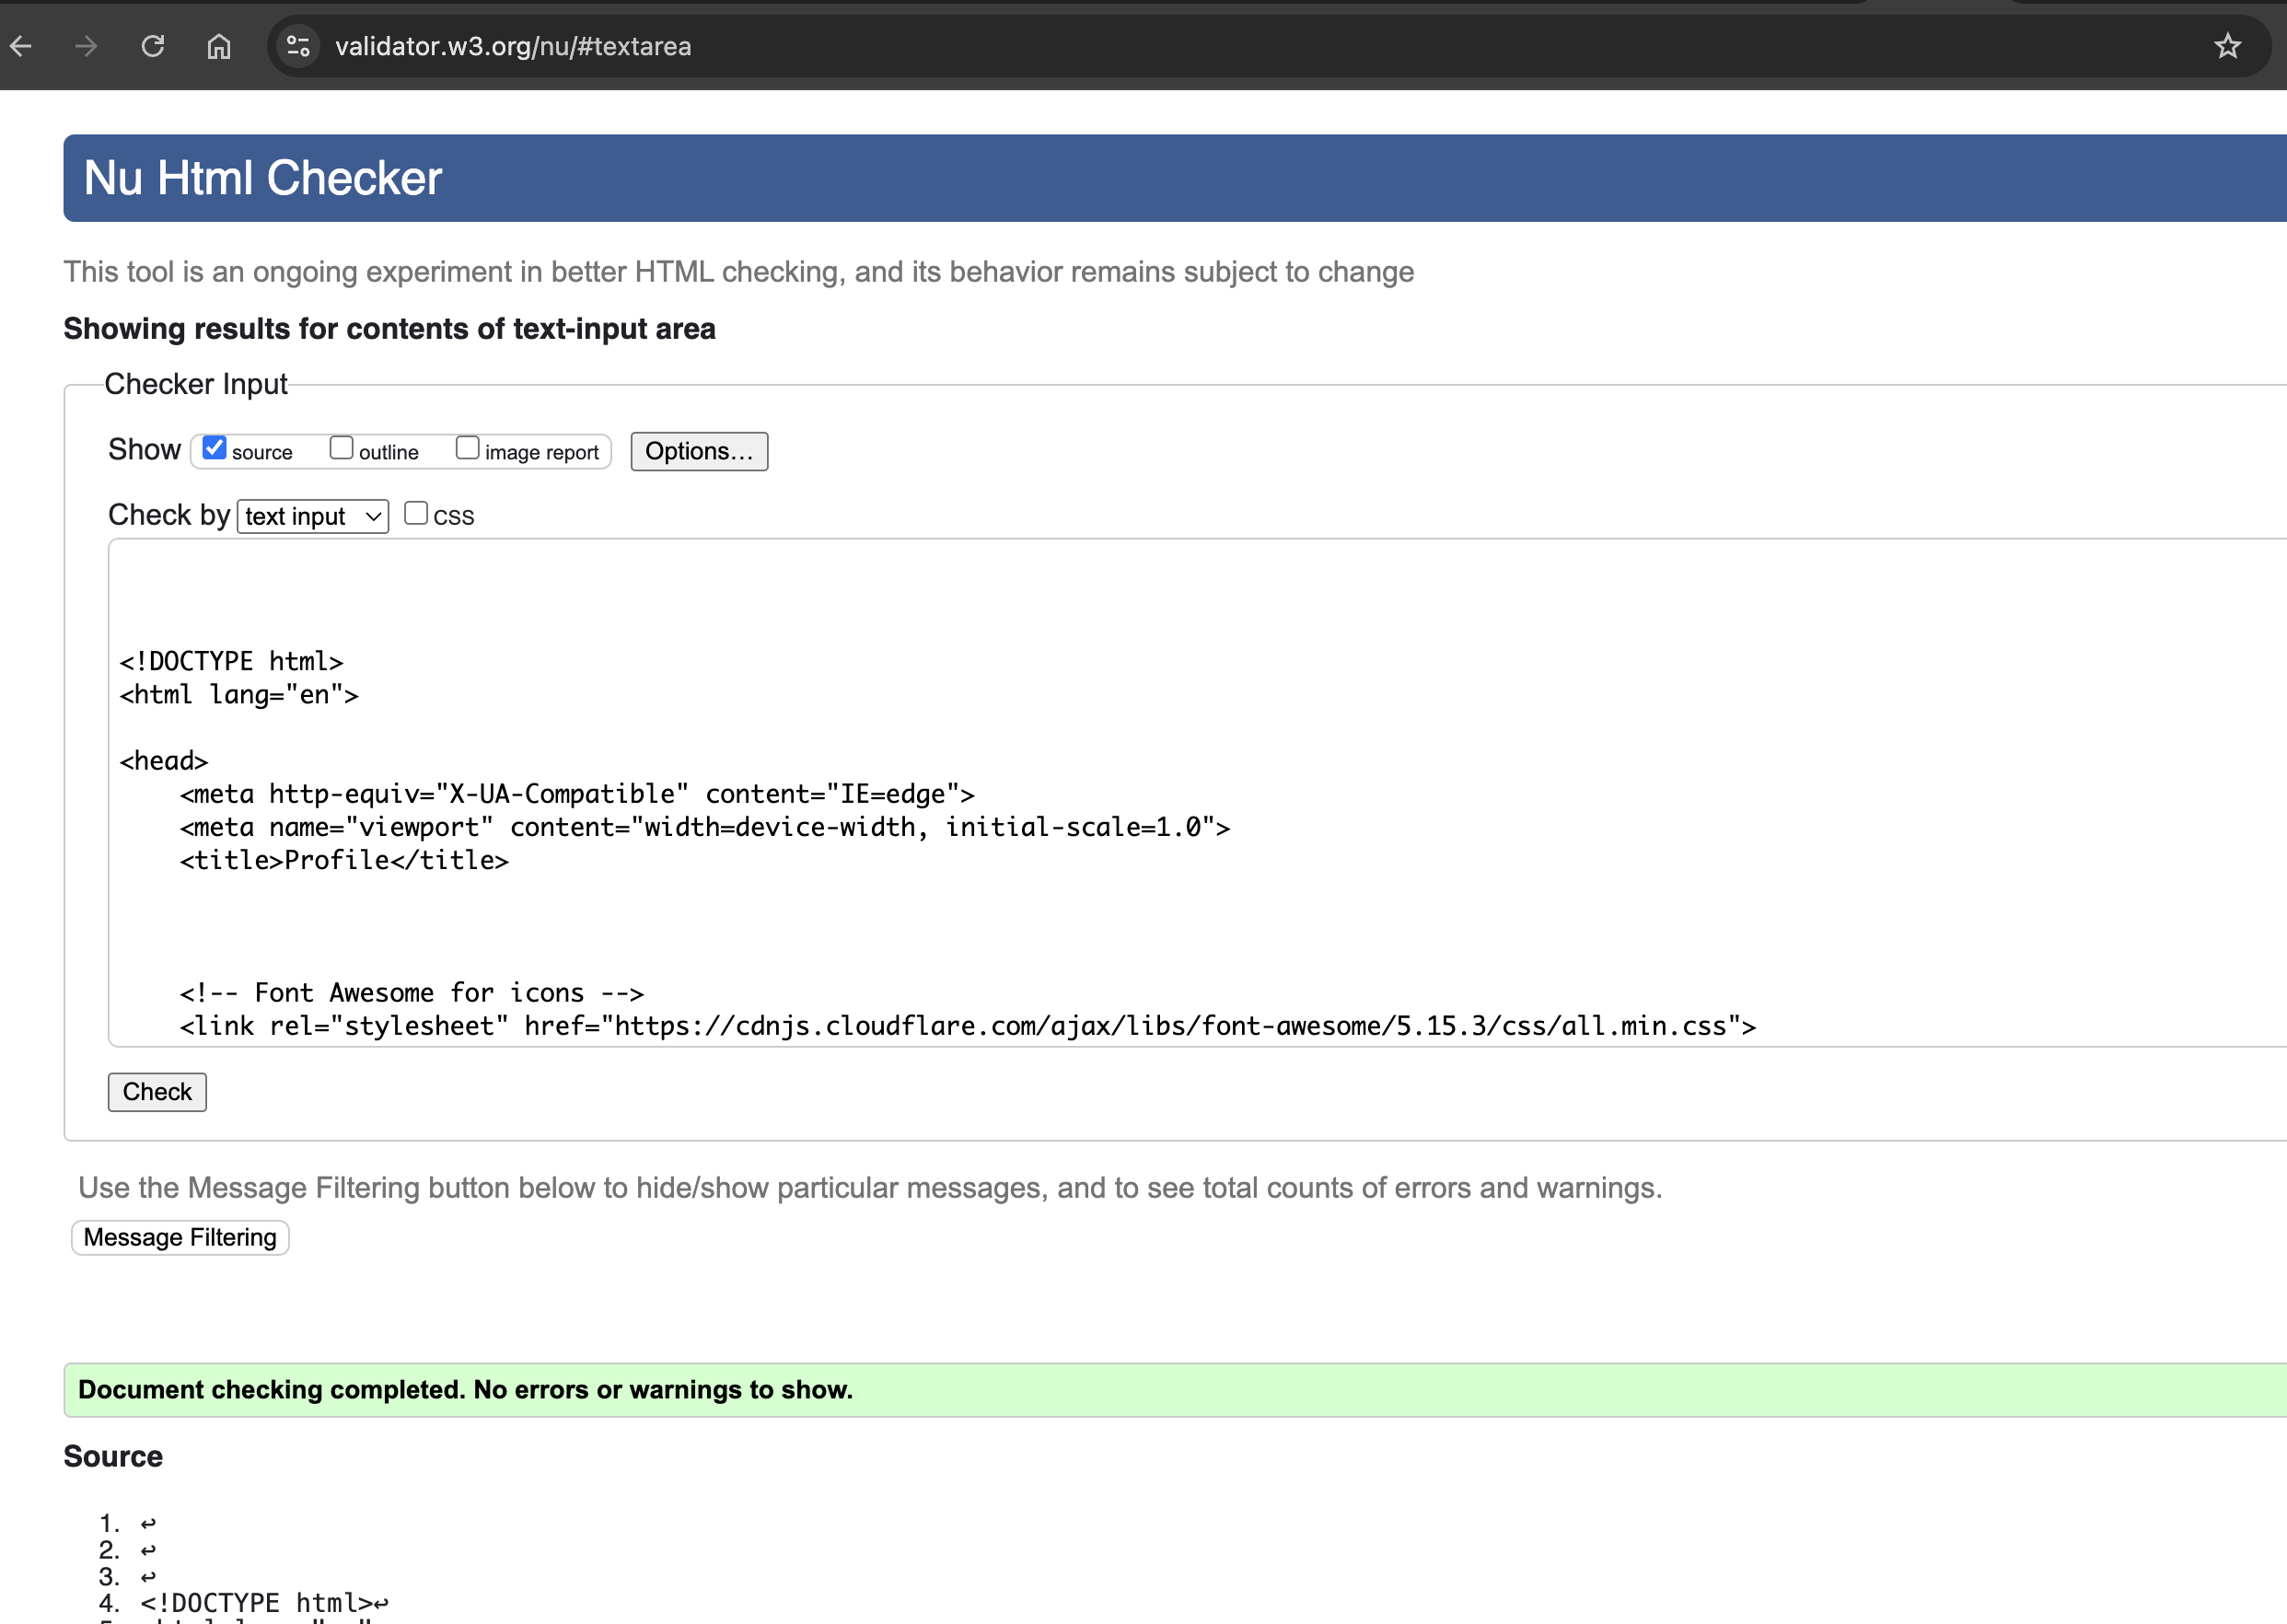 validator.w3.org/nu/#textarea
Nu Html Checker
This tool is an ongoing experiment in better HTML checking, and its behavior remains subject to change
Showing results for contents of text-input area
Checker Input
Show source outline image report Options...
Check by text input CSS
<!DOCTYPE html>
<html lang="en">
<head>
    <meta http-equiv="X-UA-Compatible" content="IE=edge">
    <meta name="viewport" content="width=device-width, initial-scale=1.0">
    <title>Profile</title>
    <!-- Font Awesome for icons -->
    <link rel="stylesheet" href="https://cdnjs.cloudflare.com/ajax/libs/font-awesome/5.15.3/css/all.min.css">
Check
Use the Message Filtering button below to hide/show particular messages, and to see total counts of errors and warnings.
Message Filtering
Document checking completed. No errors or warnings to show.
Source
1. ↩
2. ↩
3. ↩
4. <!DOCTYPE html>↩